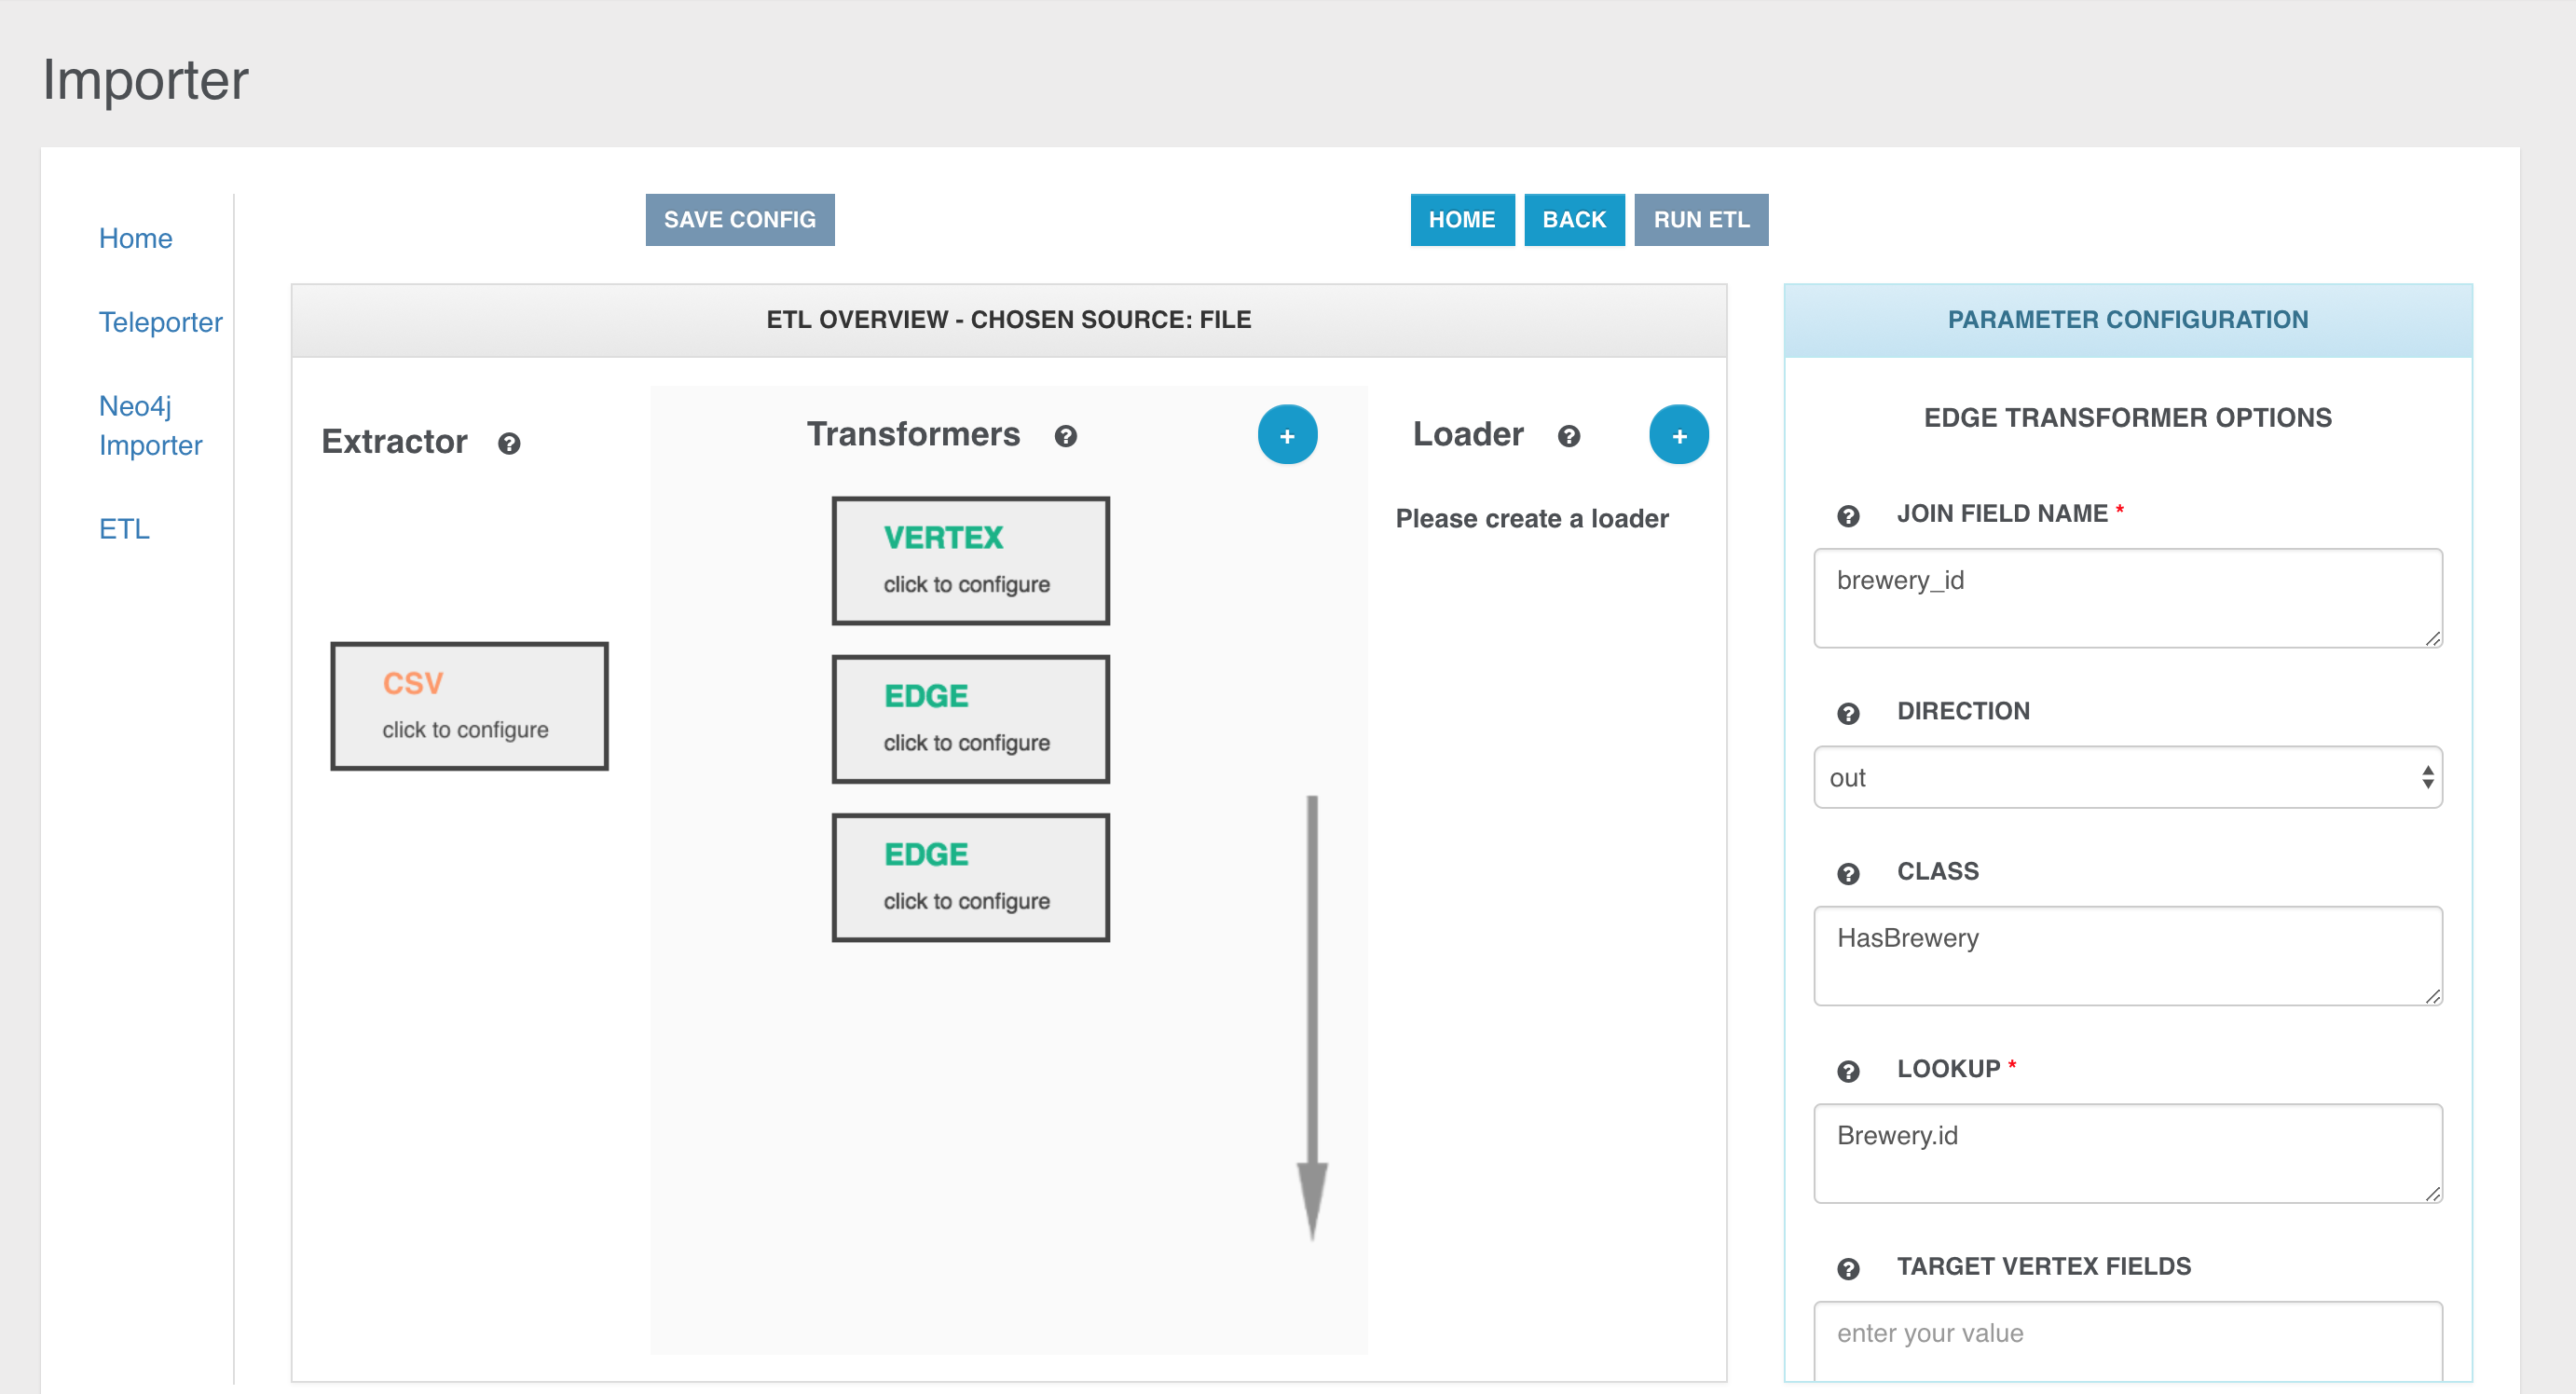 Importer
Home
Teleporter
Neo4j
Importer
ETL
SAVE CONFIG
HOME
BACK
RUN ETL
ETL OVERVIEW - CHOSEN SOURCE: FILE
Extractor
CSV
click to configure
Transformers
+
VERTEX
click to configure
EDGE
click to configure
EDGE
click to configure
Loader
+
Please create a loader
PARAMETER CONFIGURATION
EDGE TRANSFORMER OPTIONS
JOIN FIELD NAME *
brewery_id
DIRECTION
out
CLASS
HasBrewery
LOOKUP *
Brewery.id
TARGET VERTEX FIELDS
enter your value